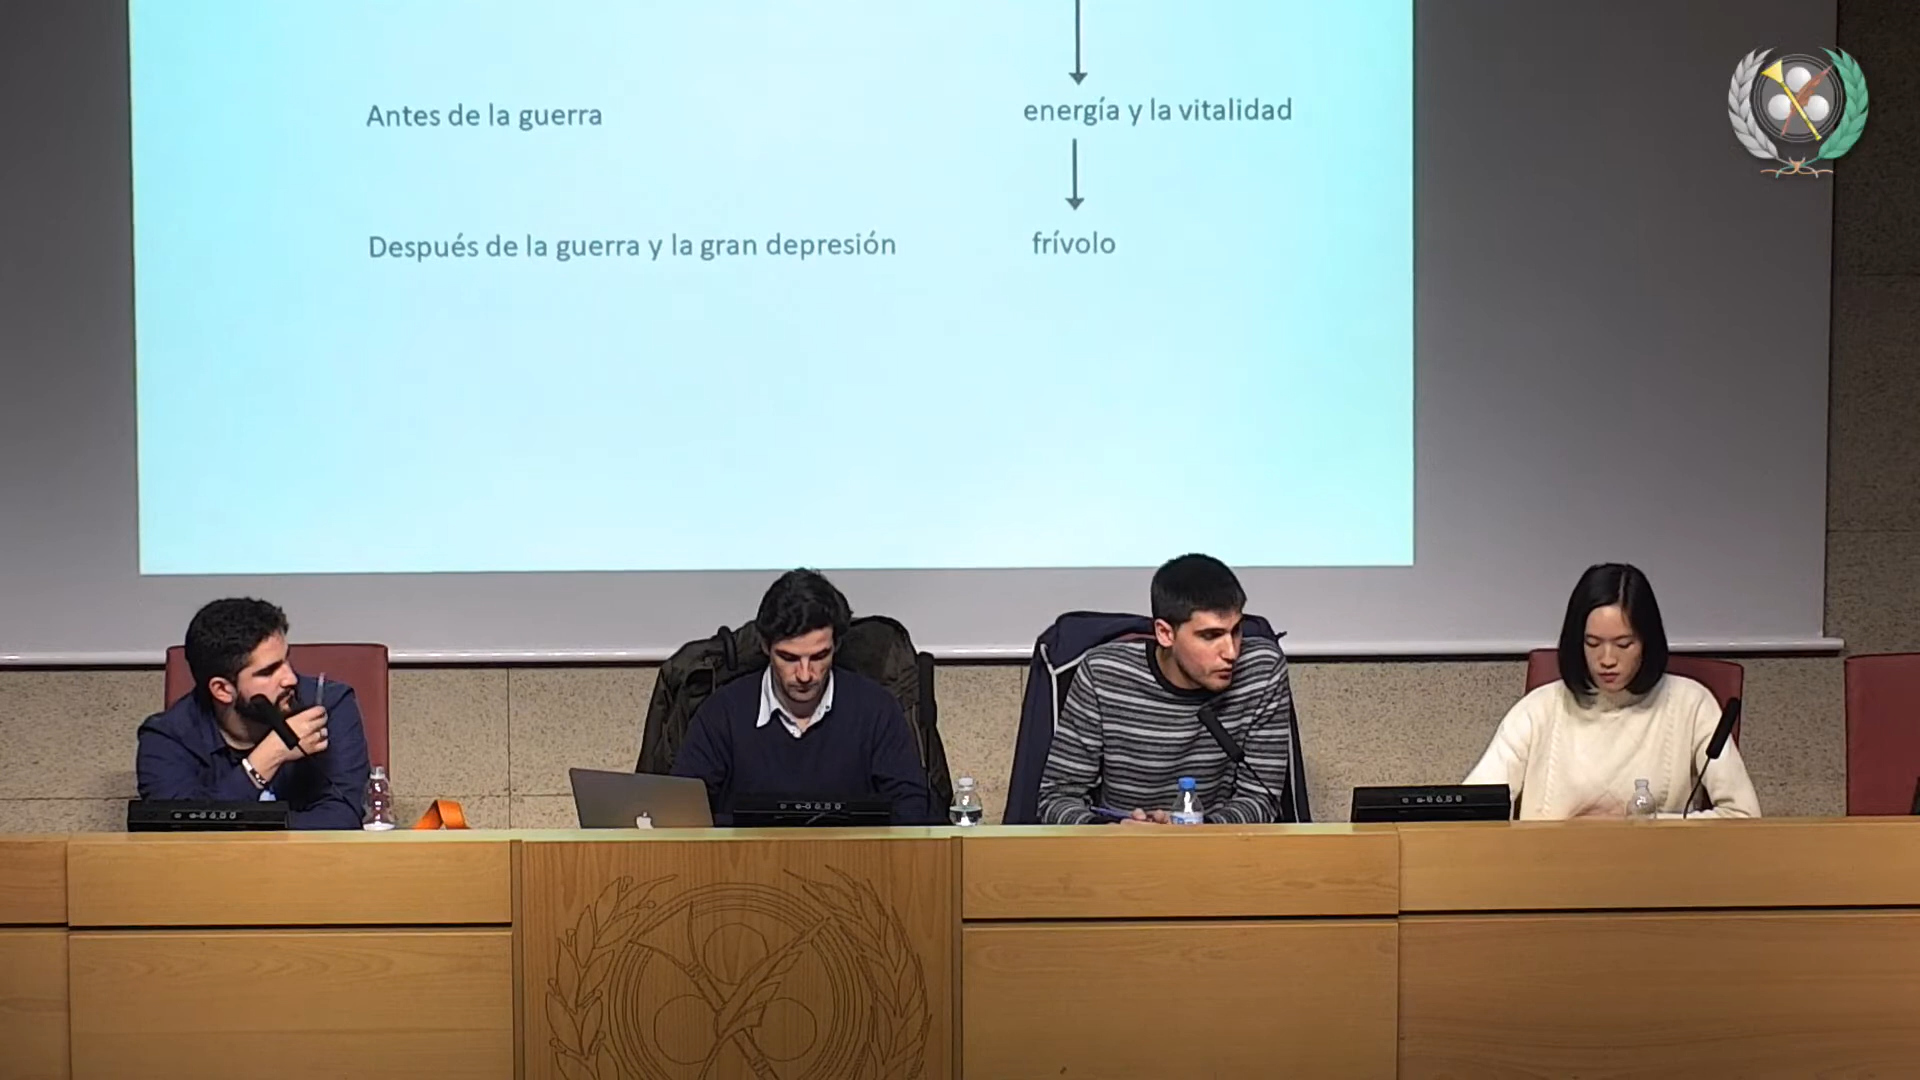 Antes de la guerra
energía y la vitalidad
Después de la guerra y la gran depresión
frívolo